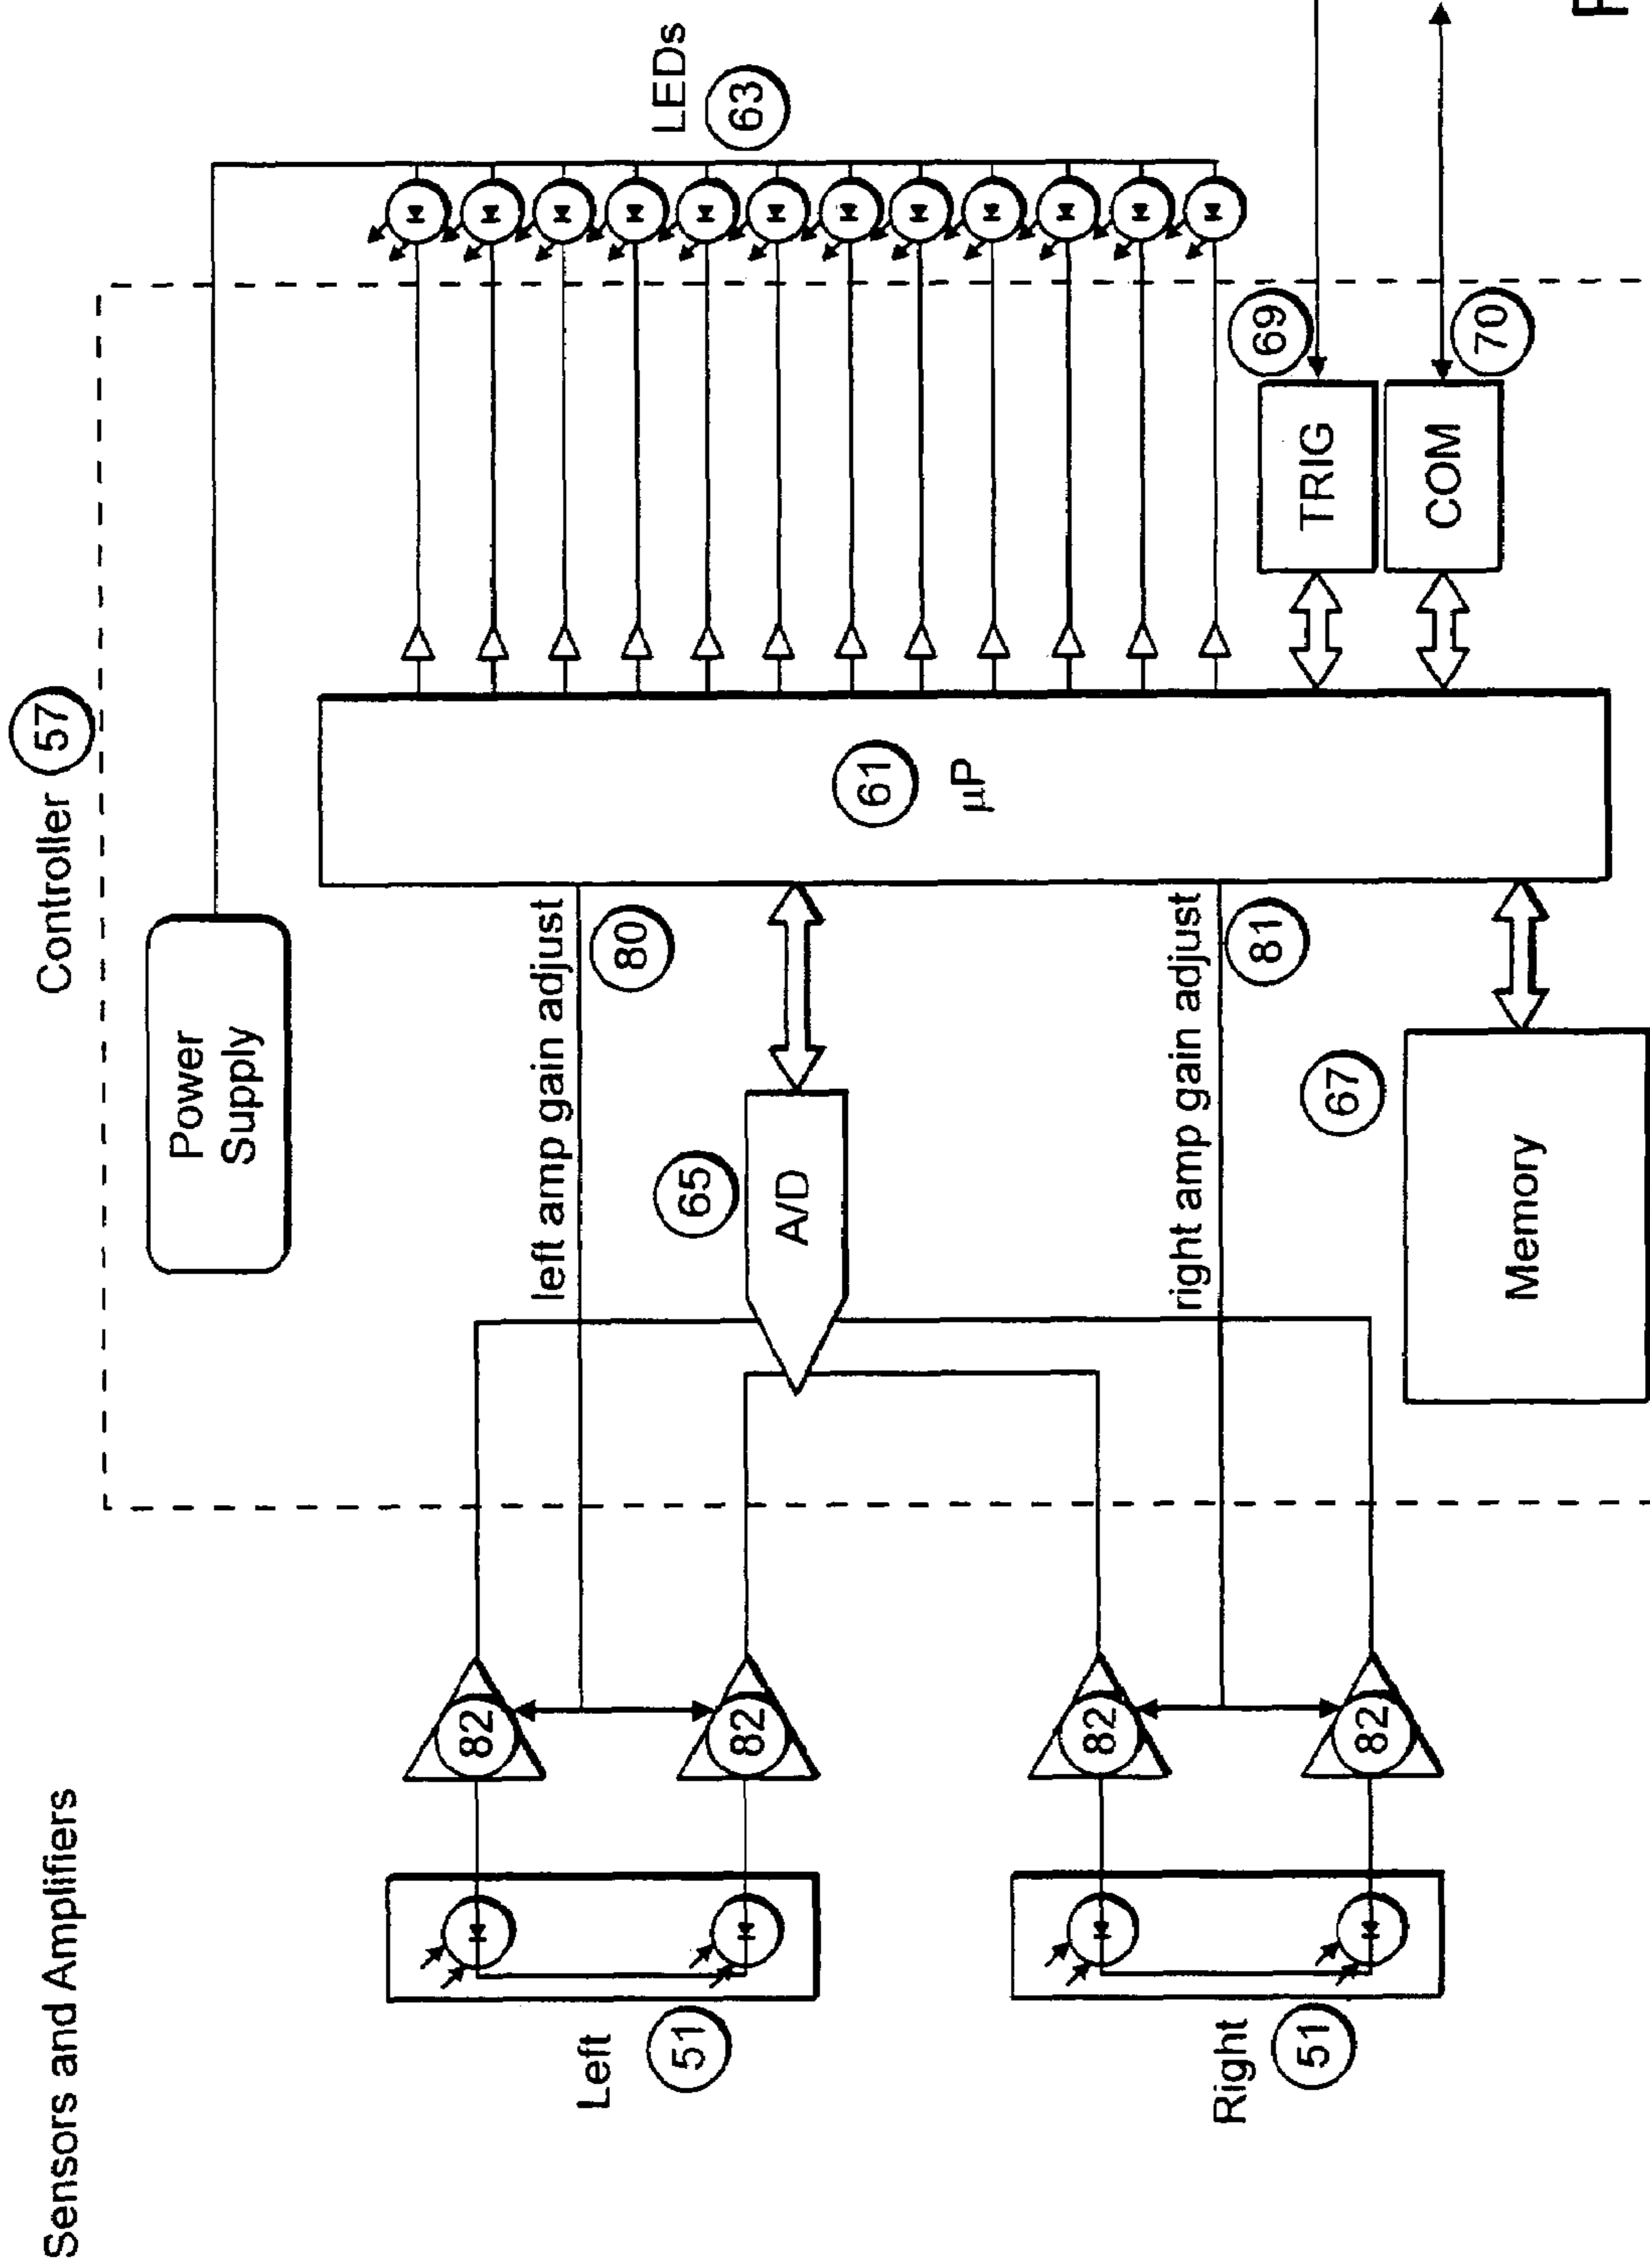 Sensors and Amplifiers
Controller 57
Power
Supply
LEDs
63
left amp gain adjust
80
82
82
Left
51
65
A/D
61
µP
right amp gain adjust
81
82
82
Right
51
67
Memory
69
TRIG
COM
70